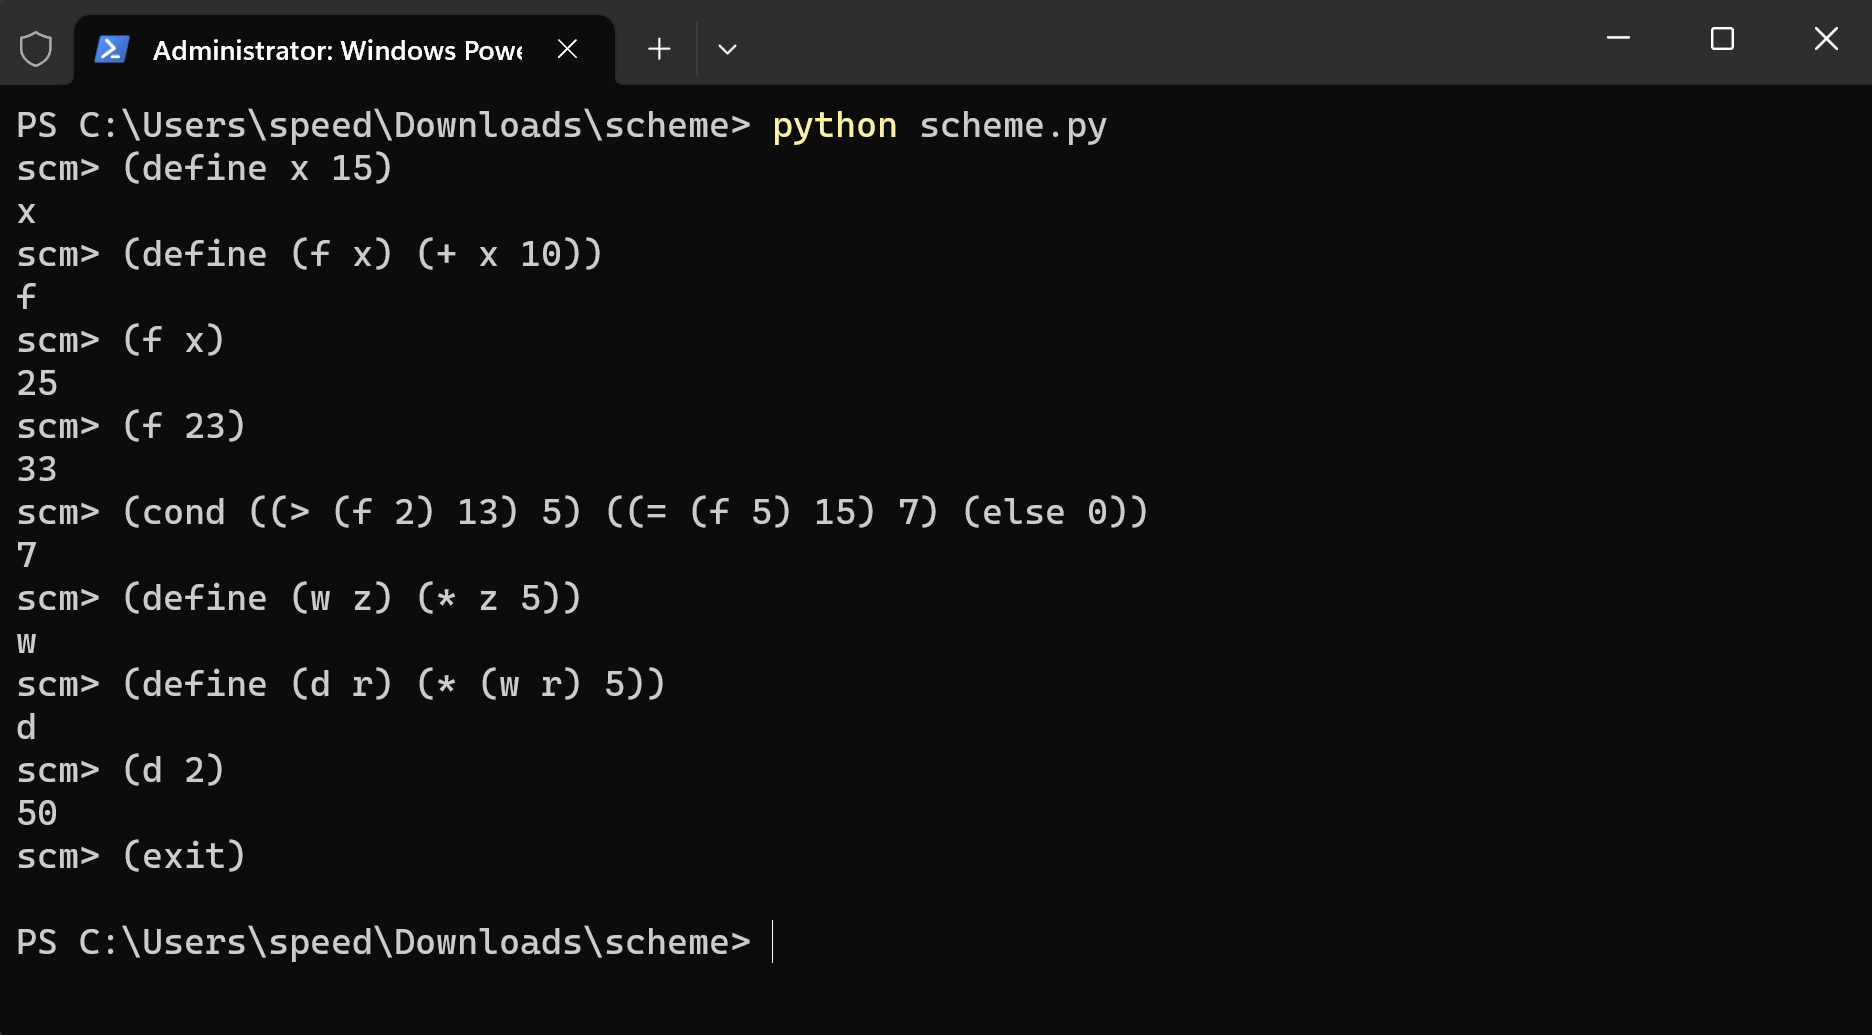 Administrator: Windows Powe
PS C:\Users\speed\Downloads\scheme> python scheme.py
scm> (define x 15)
x
scm> (define (f x) (+ x 10))
f
scm> (f x)
25
scm> (f 23)
33
scm> (cond ((> (f 2) 13) 5) ((= (f 5) 15) 7) (else 0))
7
scm> (define (w z) (* z 5))
w
scm> (define (d r) (* (w r) 5))
d
scm> (d 2)
50
scm> (exit)
PS C:\Users\speed\Downloads\scheme>